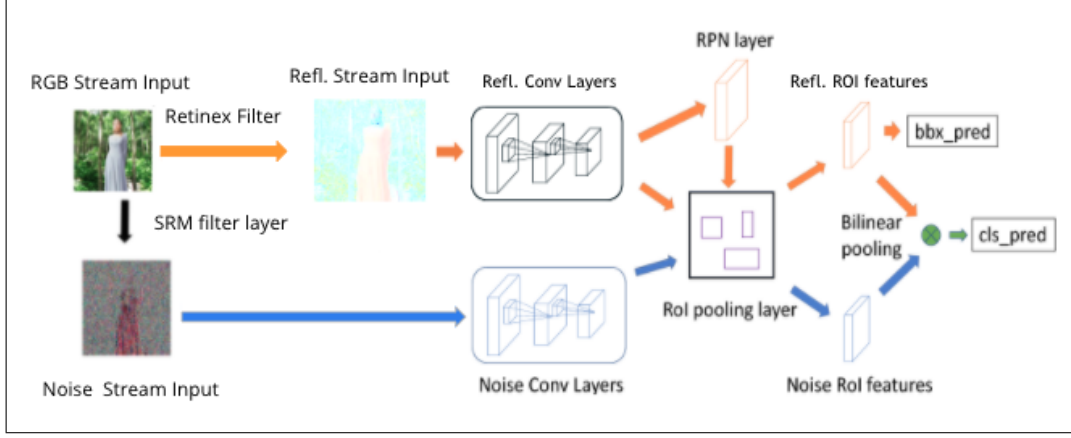 RPN layer
RGB Stream Input
Refl. Stream Input
Refl. Conv Layers
Refl. ROI features
Retinex Filter
bbx_pred
SRM filter layer
Bilinear
pooling
cls_pred
RoI pooling layer
Noise Stream Input
Noise Conv Layers
Noise RoI features